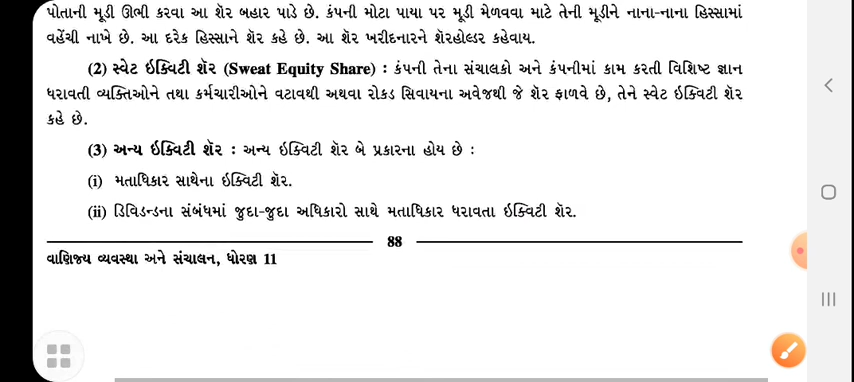 પોતાની મૂડી ઊભી કરવા આ શૅર બહાર પાડે છે. કંપની મોટા પાયા પર મૂડી મેળવવા માટે તેની મૂડીને નાના-નાના હિસ્સામાં
વહેંચી નાખે છે. આ દરેક હિસ્સાને શૅર કહે છે. આ શૅર ખરીદનારને શૅરહોલ્ડર કહેવાય.
(2) સ્વેટ ઇક્વિટી શૅર (Sweat Equity Share) : કંપની તેના સંચાલકો અને કંપનીમાં કામ કરતી વિશિષ્ટ જ્ઞાન
ધરાવતી વ્યક્તિઓને તથા કર્મચારીઓને વટાવથી અથવા રોકડ સિવાયના અવેજથી જે શૅર ફાળવે છે, તેને સ્વેટ ઇક્વિટી શૅર
કહે છે.
(3) અન્ય ઇક્વિટી શૅર : અન્ય ઇક્વિટી શૅર બે પ્રકારના હોય છે :
(i) મતાધિકાર સાથેના ઇક્વિટી શૅર.
(ii) ડિવિડન્ડના સંબંધમાં જુદા-જુદા અધિકારો સાથે મતાધિકાર ધરાવતા ઇક્વિટી શૅર.
88
વાણિજ્ય વ્યવસ્થા અને સંચાલન, ધોરણ 11